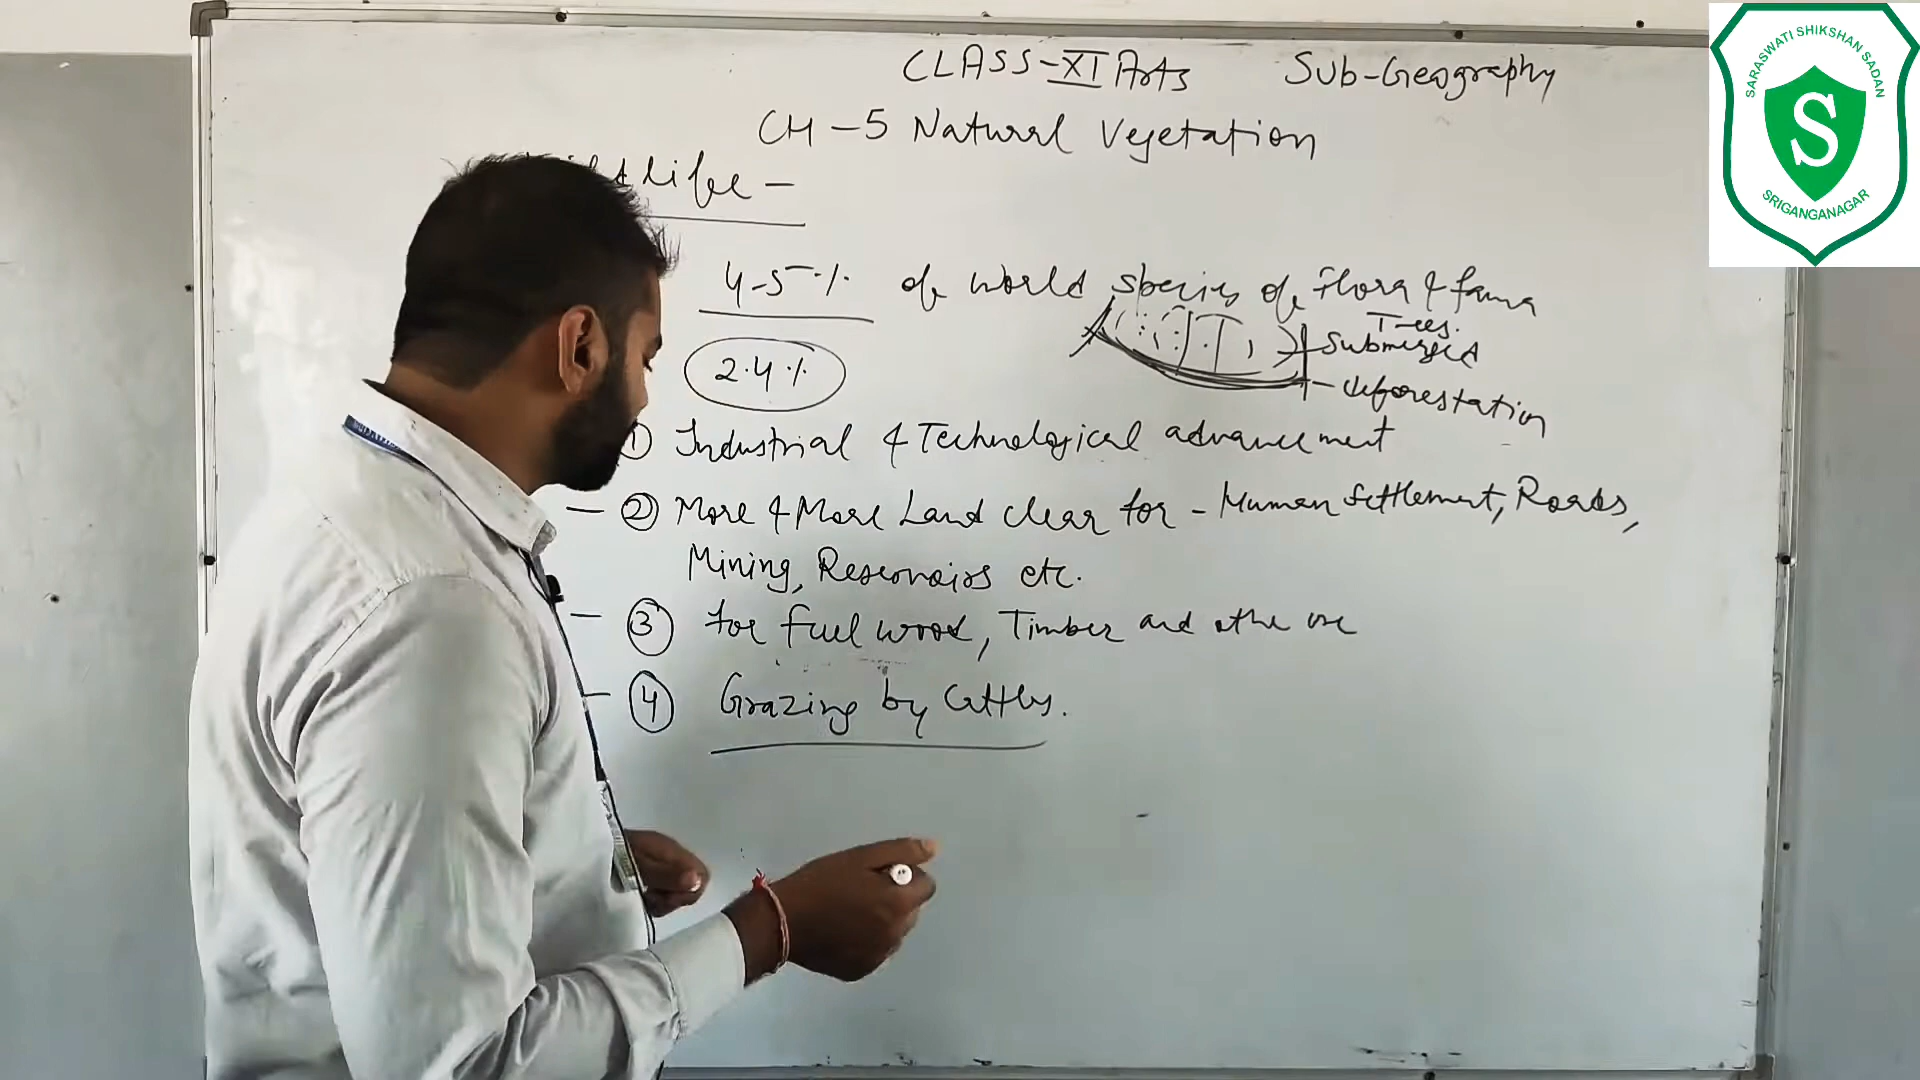 CLASS-XI Arts Sub-Geography
CH-5 Natural Vegetation
life -
4-5% of world species of flora & fauna
Trees.
Submerged
2.4%
- deforestation
① Industrial & Technological advancement
- ② More & More Land clear for - Human Settlement, Roads,
Mining, Reservoirs etc.
- ③ for fuel wood, Timber and othe use
- ④ Grazing by Cattles.
SARASWATI SHIKSHAN SADAN
S
SRIGANGANAGAR